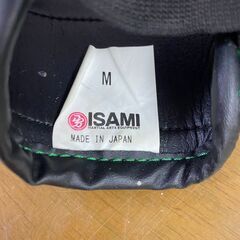 M
ISAMI
MARTIAL ARTS EQUIPMENT
MADE IN JAPAN